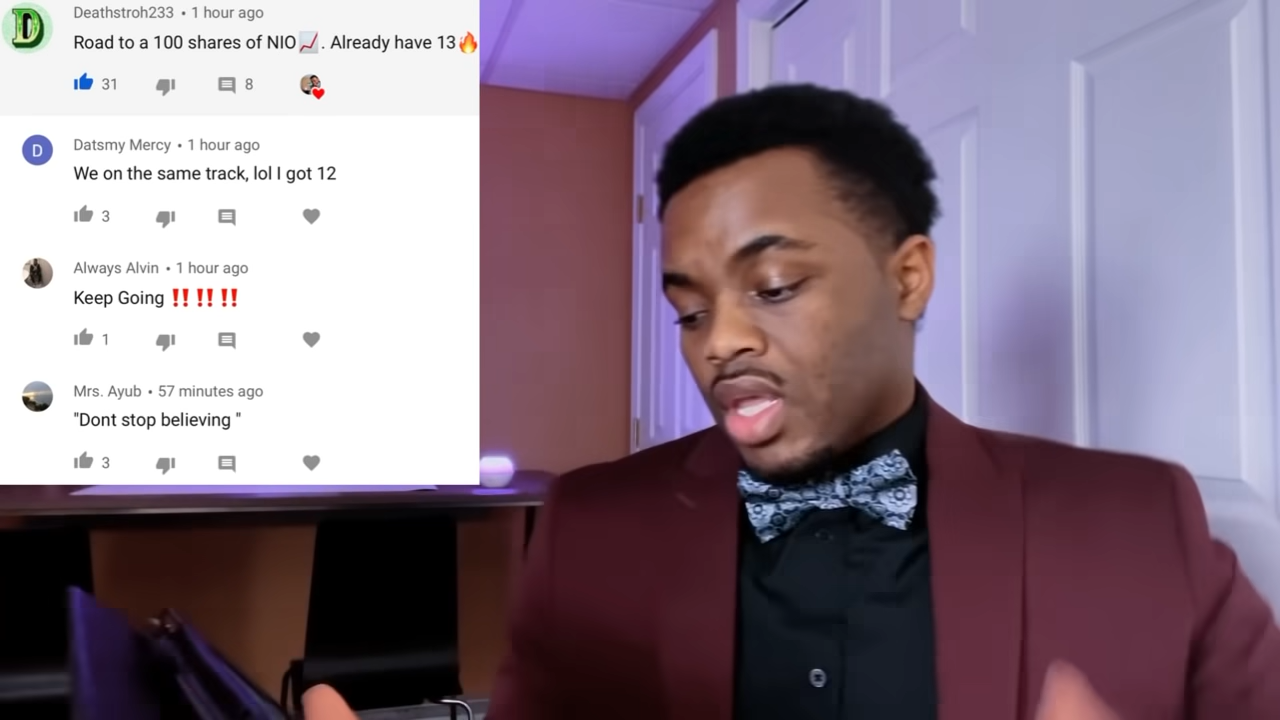 D
Deathstroh233 • 1 hour ago
Road to a 100 shares of NIO📈. Already have 13🔥
31
8
D
Datsmy Mercy • 1 hour ago
We on the same track, lol I got 12
3
Always Alvin • 1 hour ago
Keep Going ‼️‼️‼️
1
Mrs. Ayub • 57 minutes ago
"Dont stop believing "
3